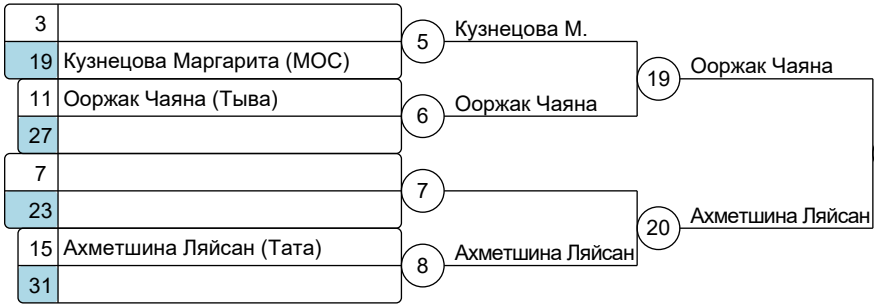 3
5
Кузнецова М.
19 Кузнецова Маргарита (МОС)
19
Ооржак Чаяна
11 Ооржак Чаяна (Тыва)
6
Ооржак Чаяна
27
7
7
23
20
Ахметшина Ляйсан
15 Ахметшина Ляйсан (Тата)
8
Ахметшина Ляйсан
31